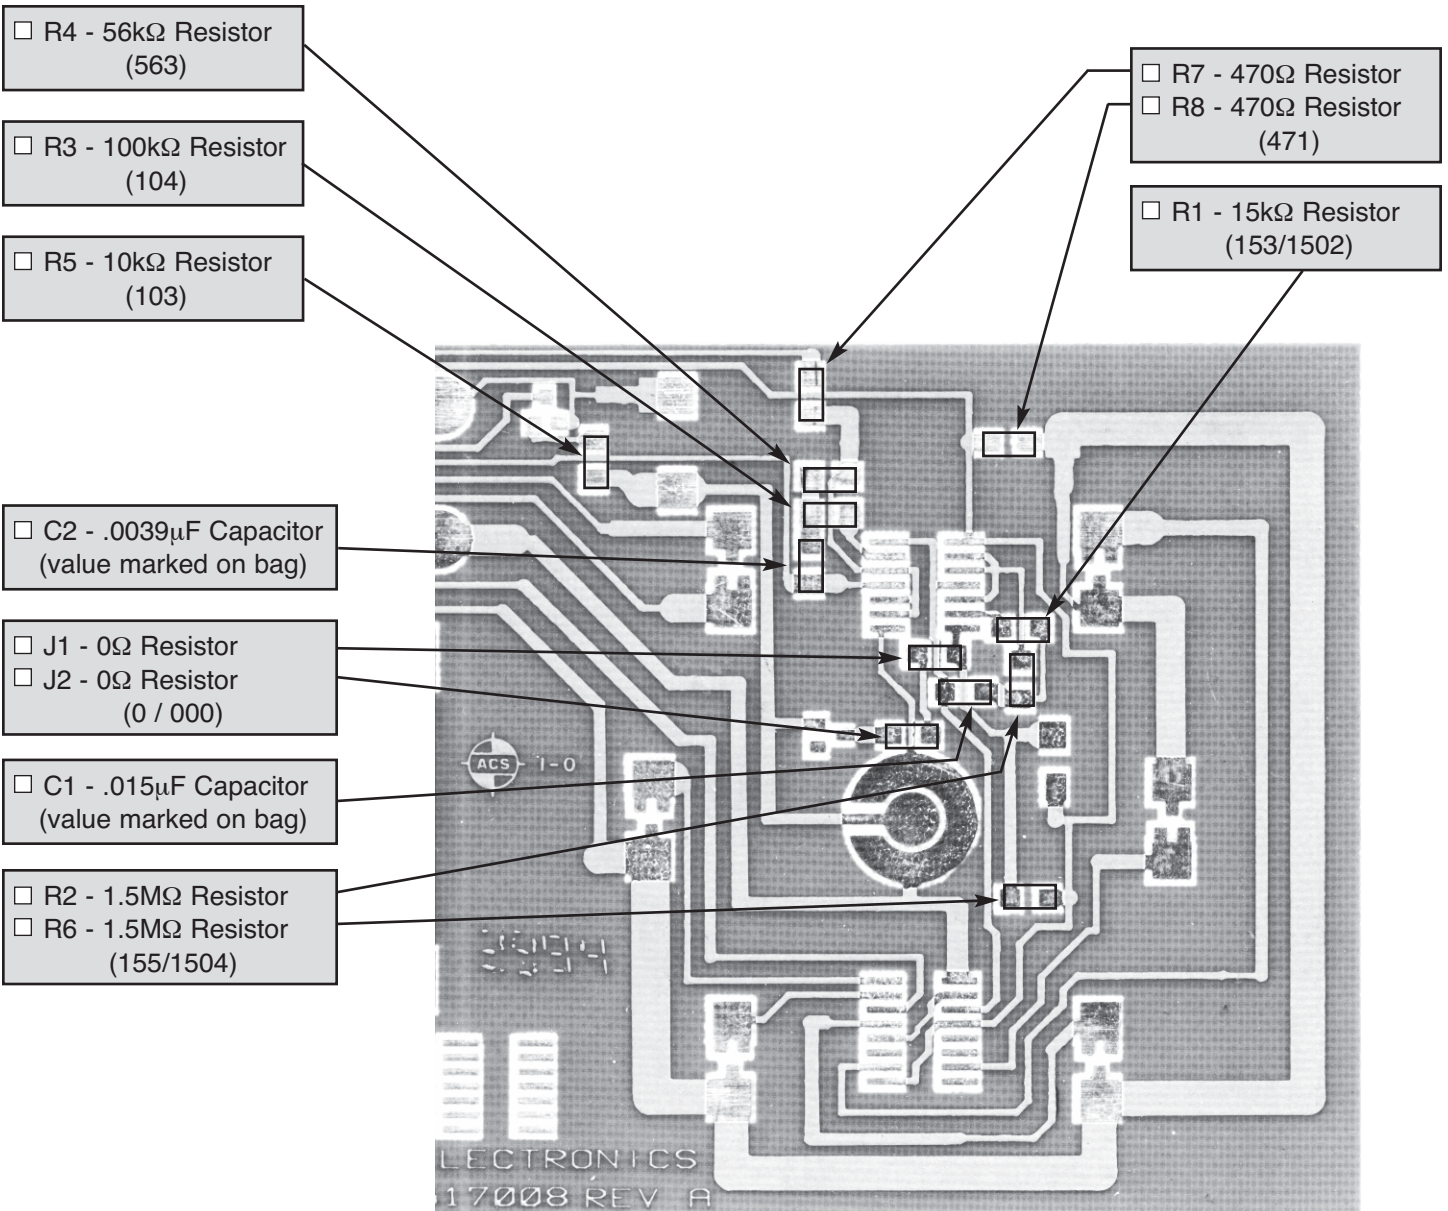 ☐ R4 - 56kΩ Resistor
(563)
☐ R3 - 100kΩ Resistor
(104)
☐ R5 - 10kΩ Resistor
(103)
☐ C2 - .0039µF Capacitor
(value marked on bag)
☐ J1 - 0Ω Resistor
☐ J2 - 0Ω Resistor
(0 / 000)
☐ C1 - .015µF Capacitor
(value marked on bag)
☐ R2 - 1.5MΩ Resistor
☐ R6 - 1.5MΩ Resistor
(155/1504)
☐ R7 - 470Ω Resistor
☐ R8 - 470Ω Resistor
(471)
☐ R1 - 15kΩ Resistor
(153/1502)
ACS 1-0
LECTRONICS
17008 REV A